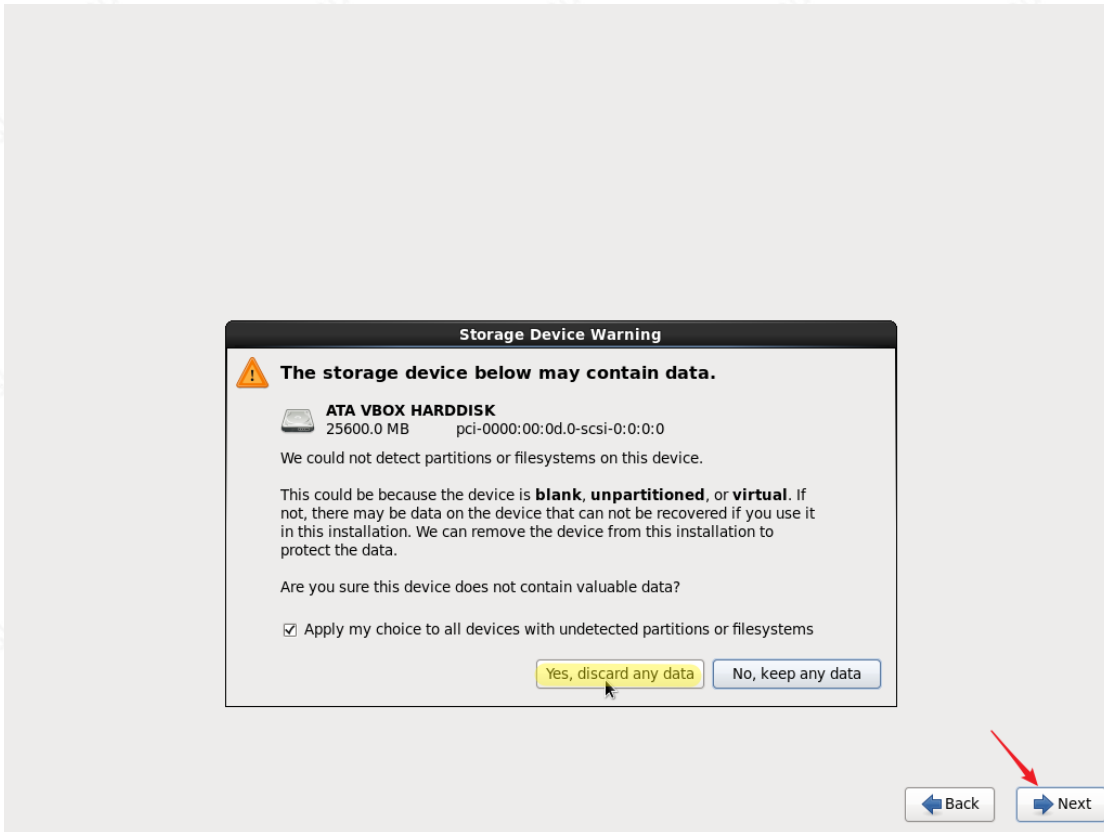 Storage Device Warning
The storage device below may contain data.
ATA VBOX HARDDISK
25600.0 MB pci-0000:00:0d.0-scsi-0:0:0:0
We could not detect partitions or filesystems on this device.
This could be because the device is blank, unpartitioned, or virtual. If
not, there may be data on the device that can not be recovered if you use it
in this installation. We can remove the device from this installation to
protect the data.
Are you sure this device does not contain valuable data?
Apply my choice to all devices with undetected partitions or filesystems
Yes, discard any data No, keep any data
Back Next